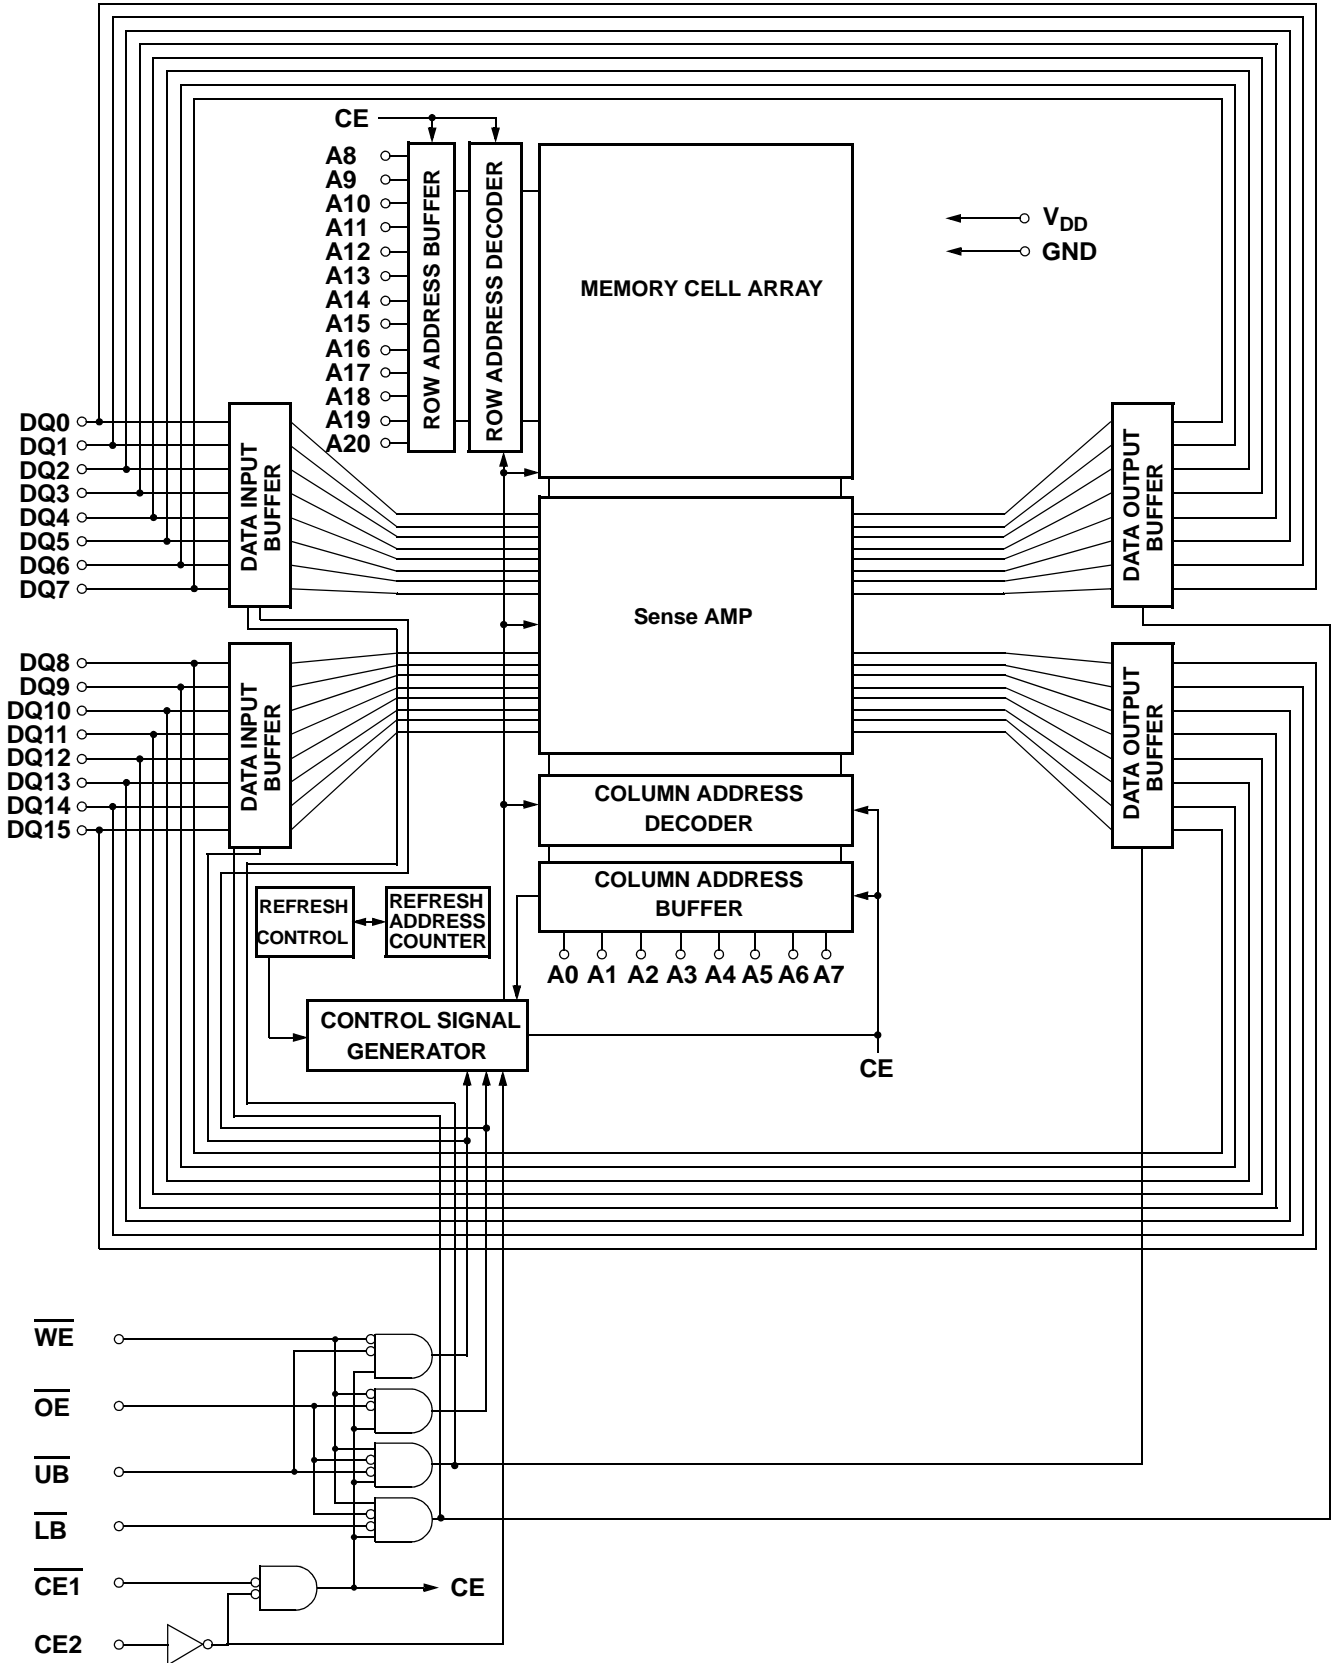 CE
A8
A9
A10
A11
A12
A13
A14
A15
A16
A17
A18
A19
A20
ROW ADDRESS BUFFER
ROW ADDRESS DECODER
MEMORY CELL ARRAY
VDD
GND
DQ0
DQ1
DQ2
DQ3
DQ4
DQ5
DQ6
DQ7
DATA INPUT
BUFFER
Sense AMP
DATA OUTPUT
BUFFER
DQ8
DQ9
DQ10
DQ11
DQ12
DQ13
DQ14
DQ15
DATA INPUT
BUFFER
DATA OUTPUT
BUFFER
COLUMN ADDRESS
DECODER
COLUMN ADDRESS
BUFFER
REFRESH
CONTROL
REFRESH
ADDRESS
COUNTER
A0 A1 A2 A3 A4 A5 A6 A7
CONTROL SIGNAL
GENERATOR
CE
WE
OE
UB
LB
CE1
CE
CE2